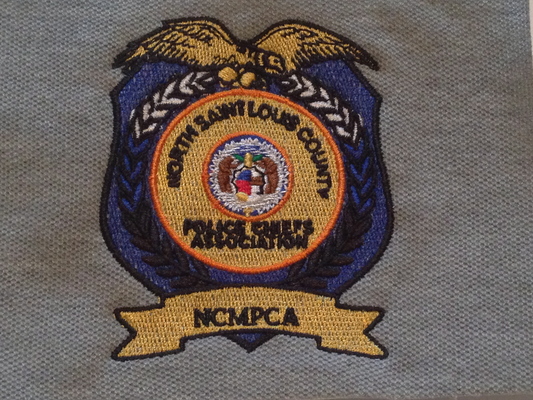 NORTH SAINT LOUIS COUNTY
POLICE CHIEFS
ASSOCIATION
NCMPCA